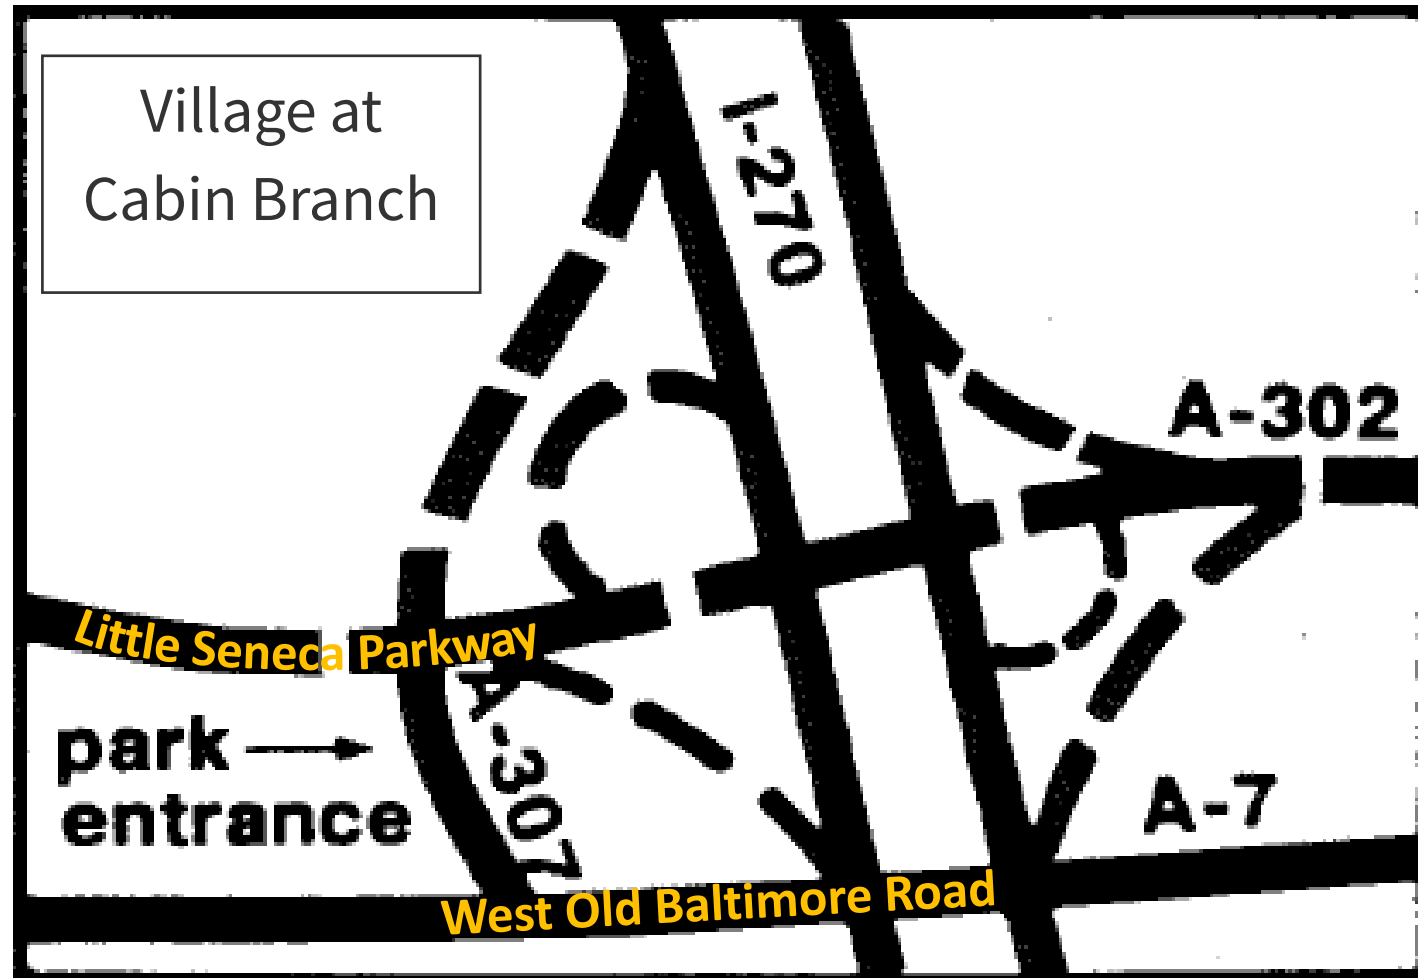 Village at
Cabin Branch
I-270
A-302
Little Seneca Parkway
park
entrance
A-307
A-7
West Old Baltimore Road